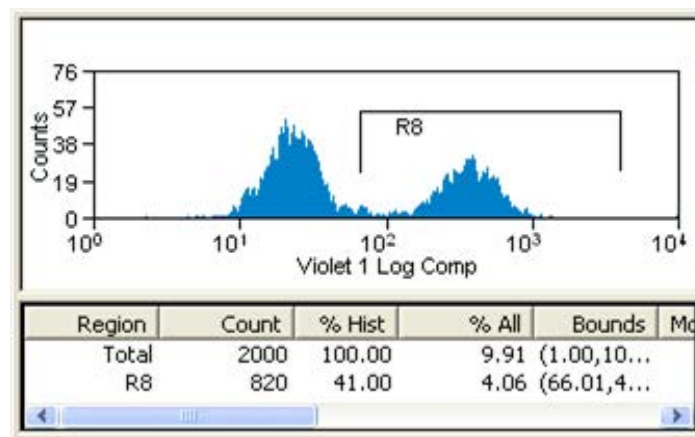 76
57
38
19
0
Counts
R8
10⁰ 10¹ 10² 10³ 10⁴
Violet 1 Log Comp
Region Count % Hist % All Bounds
Total 2000 100.00 9.91 (1.00,10...
R8 820 41.00 4.06 (66.01,4...